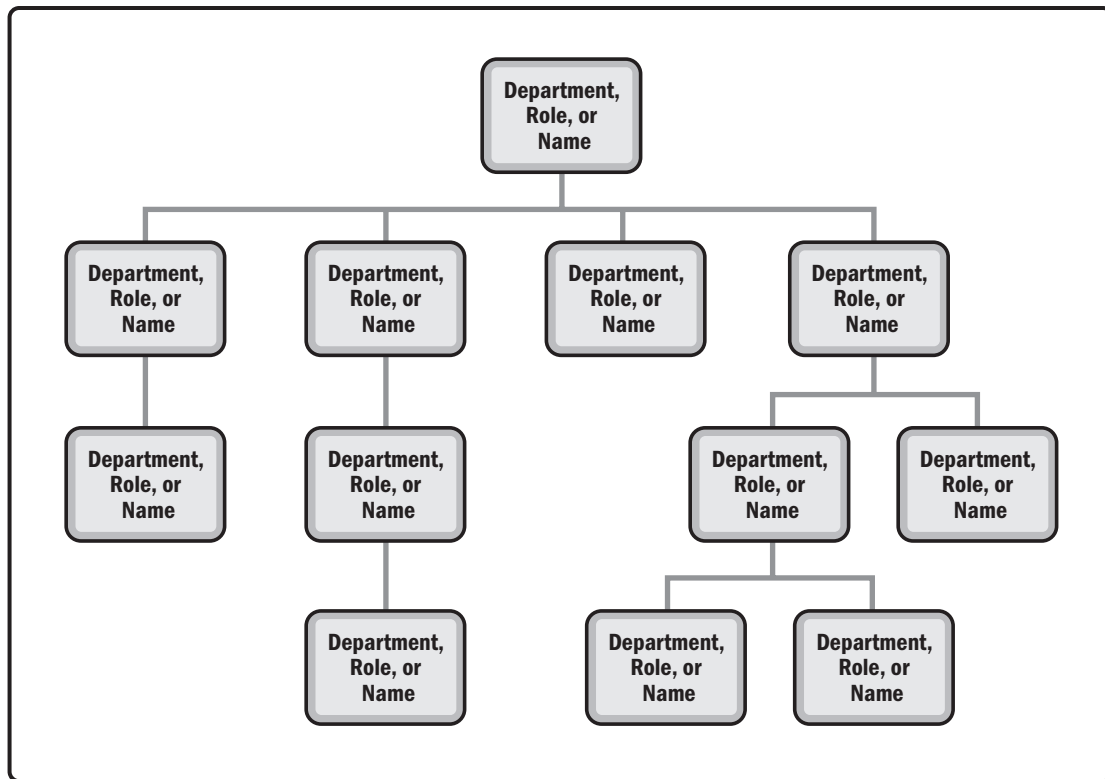 Department,
Role, or
Name
Department,
Role, or
Name
Department,
Role, or
Name
Department,
Role, or
Name
Department,
Role, or
Name
Department,
Role, or
Name
Department,
Role, or
Name
Department,
Role, or
Name
Department,
Role, or
Name
Department,
Role, or
Name
Department,
Role, or
Name
Department,
Role, or
Name